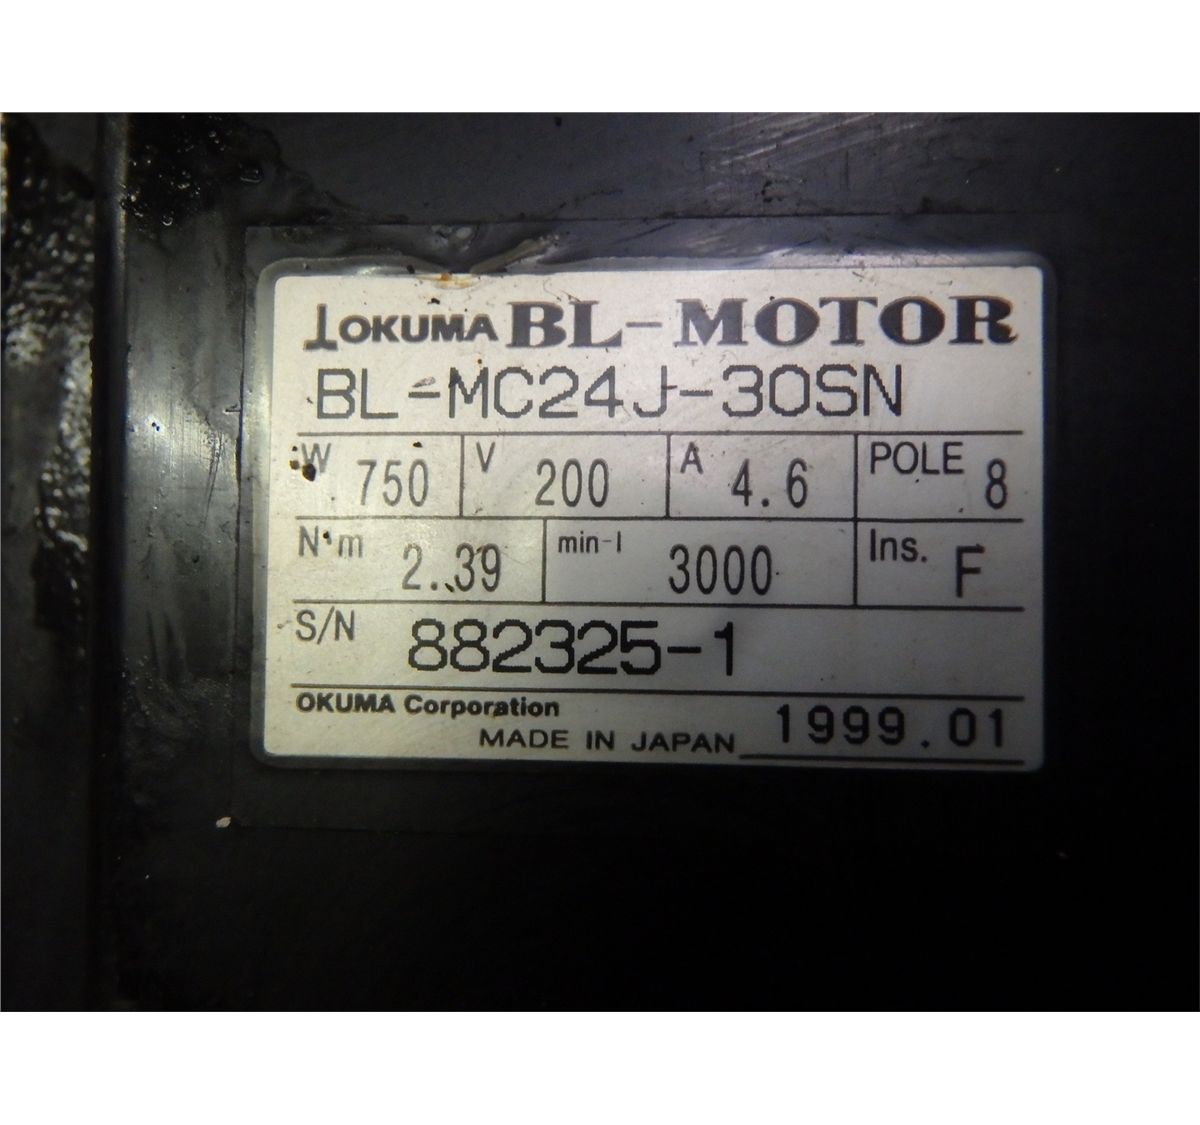 OKUMA BL-MOTOR
BL-MC24J-30SN
W 750 V 200 A 4.6 POLE 8
N·m 2.39 min-1 3000 Ins. F
S/N 882325-1
OKUMA Corporation
MADE IN JAPAN 1999.01